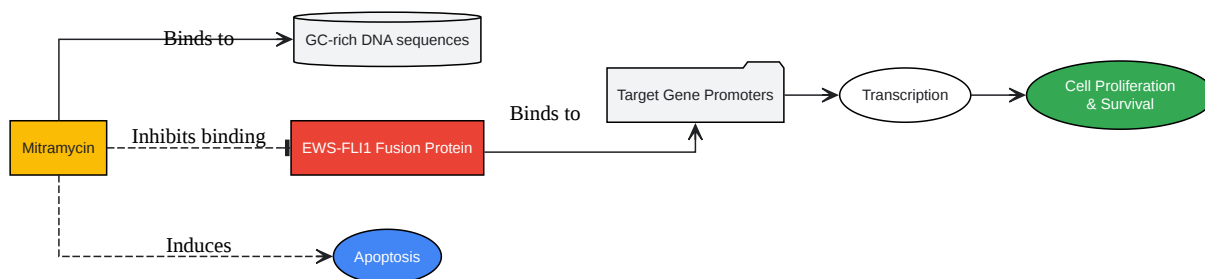 Binds to
GC-rich DNA sequences
Target Gene Promoters
Transcription
Cell Proliferation
& Survival
Binds to
Mitramycin
Inhibits binding
EWS-FLI1 Fusion Protein
Induces
Apoptosis